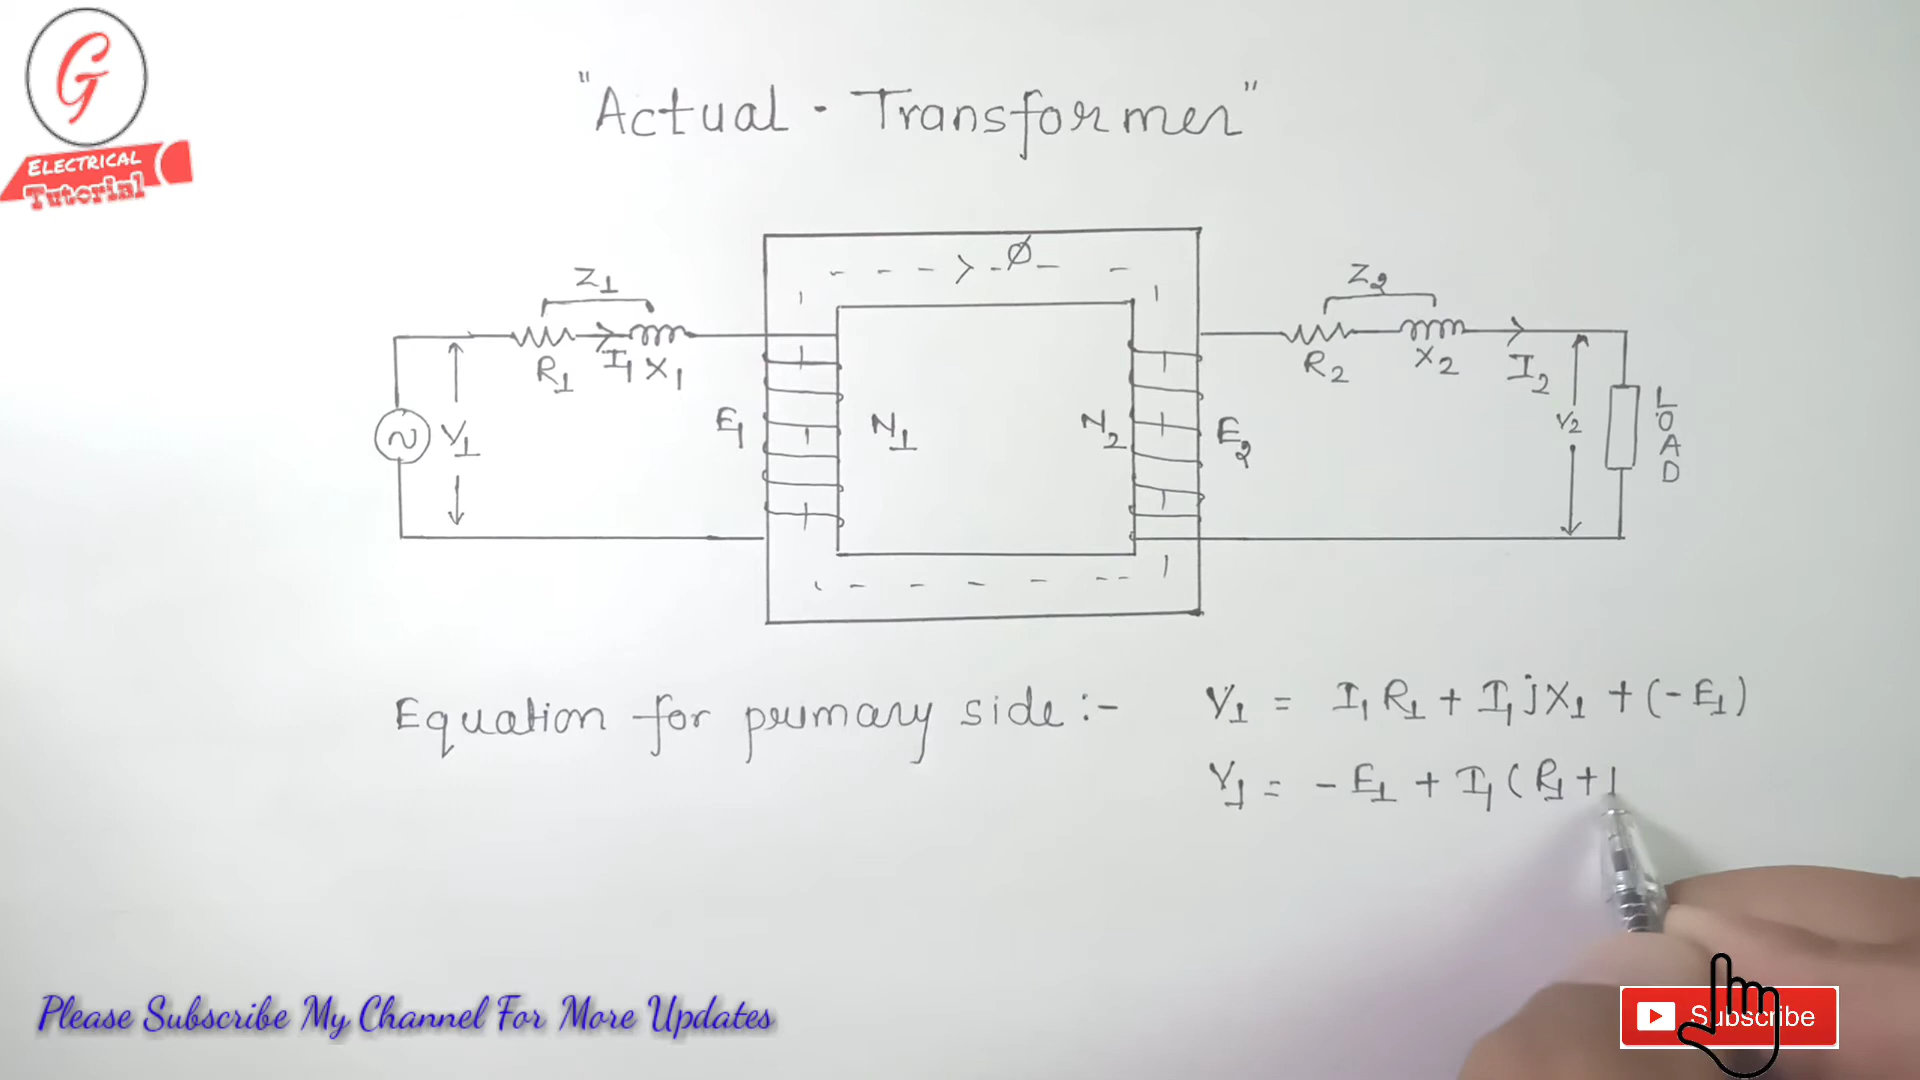 G
ELECTRICAL
Tutorial
"Actual - Transformer"
Z1
R1 I1 X1
V1
E1
N1
Ø
N2
E2
Z2
R2 X2 I2
V2
LOAD
Equation for primary side :-
V1 = I1 R1 + I1 jX1 + (- E1)
V1 = - E1 + I1 ( R1 +
Please Subscribe My Channel For More Updates
Subscribe